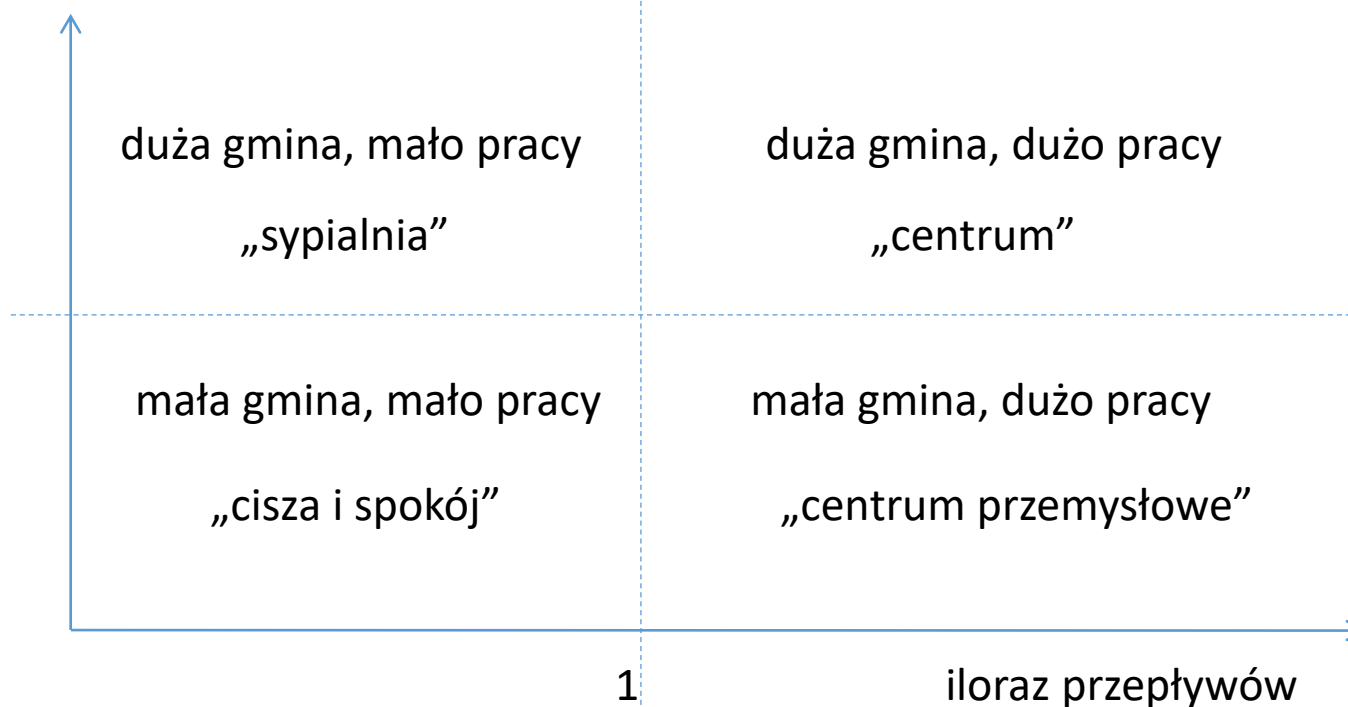 duża gmina, mało pracy
„sypialnia”
duża gmina, dużo pracy
„centrum”
mała gmina, mało pracy
„cisza i spokój”
mała gmina, dużo pracy
„centrum przemysłowe”
1
iloraz przepływów